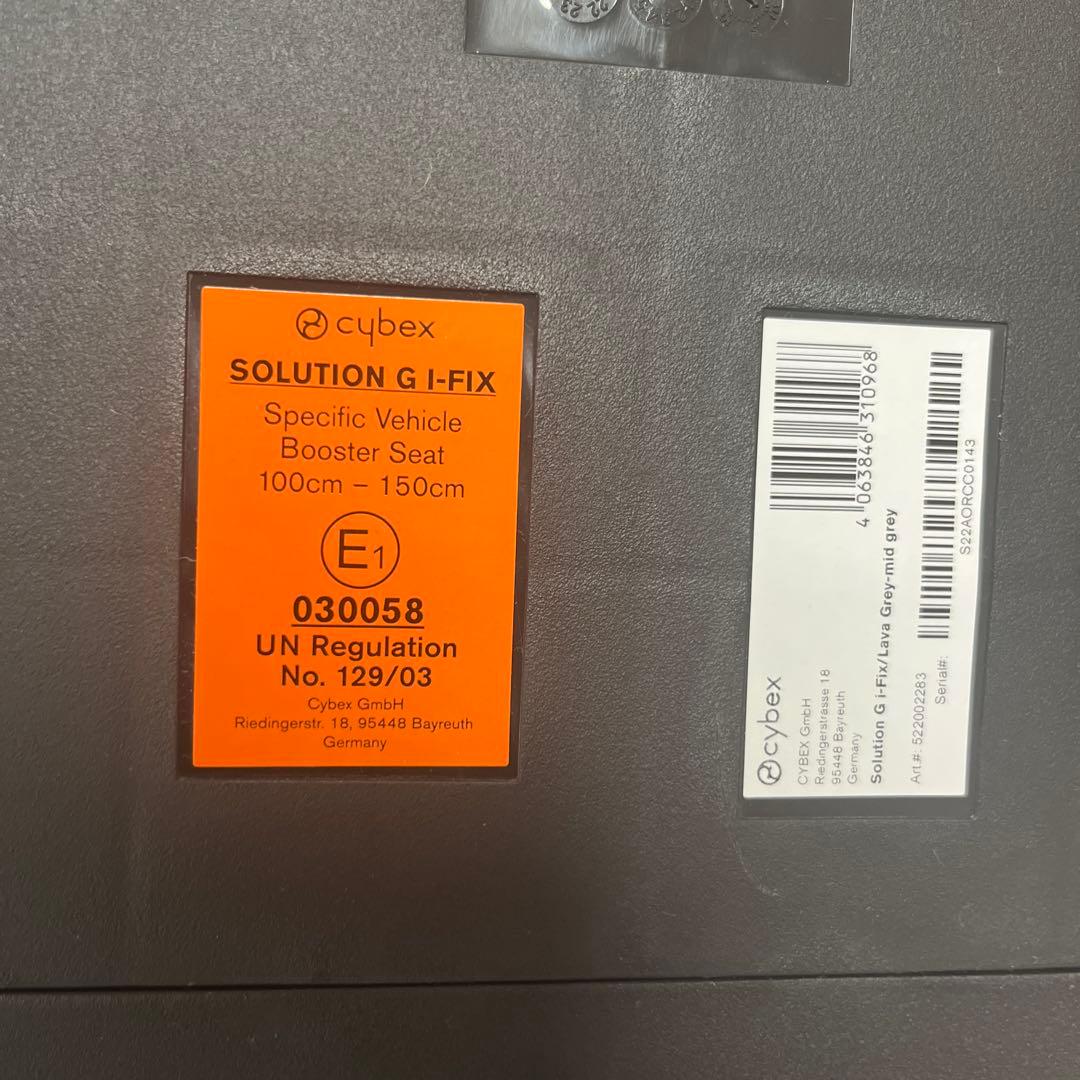 cybex
SOLUTION G I-FIX
Specific Vehicle
Booster Seat
100cm – 150cm
E1
030058
UN Regulation
No. 129/03
Cybex GmbH
Riedingerstr. 18, 95448 Bayreuth
Germany
cybex
CYBEX GmbH
Riedingerstrasse 18
95448 Bayreuth
Germany
4 063846 310968
Solution G i-Fix/Lava Grey-mid grey
Art.#: 522002283
Serial#:
S22AORCC0143
22 23